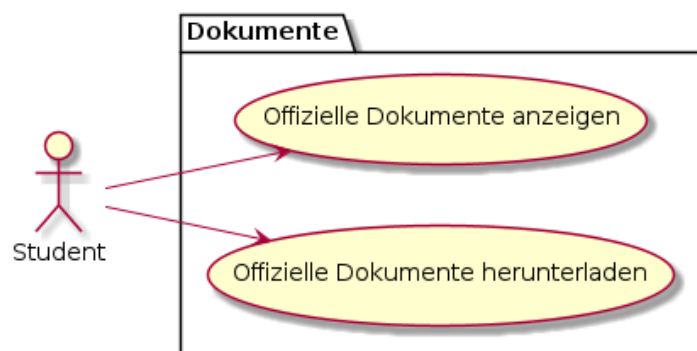 Dokumente
Offizielle Dokumente anzeigen
Student
Offizielle Dokumente herunterladen